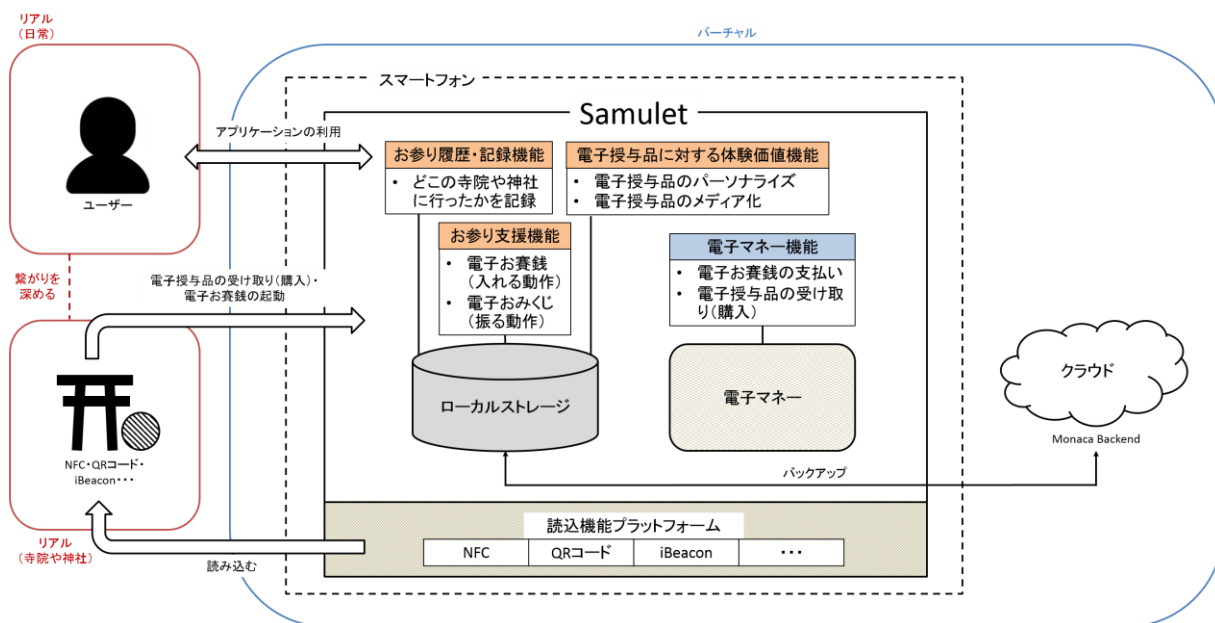 リアル
(日常)
バーチャル
スマートフォン
Samulet
アプリケーションの利用
ユーザー
お参り履歴・記録機能
• どこの寺院や神社
に行ったかを記録
電子授与品に対する体験価値機能
• 電子授与品のパーソナライズ
• 電子授与品のメディア化
お参り支援機能
• 電子お賽銭
(入れる動作)
• 電子おみくじ
(振る動作)
電子マネー機能
• 電子お賽銭の支払い
• 電子授与品の受け取
り(購入)
繋がりを
深める
電子授与品の受け取り(購入)・
電子お賽銭の起動
ローカルストレージ
電子マネー
クラウド
Monaca Backend
NFC・QRコード・
iBeacon・・・
バックアップ
リアル
(寺院や神社)
読み込む
読込機能プラットフォーム
NFC
QRコード
iBeacon
・・・